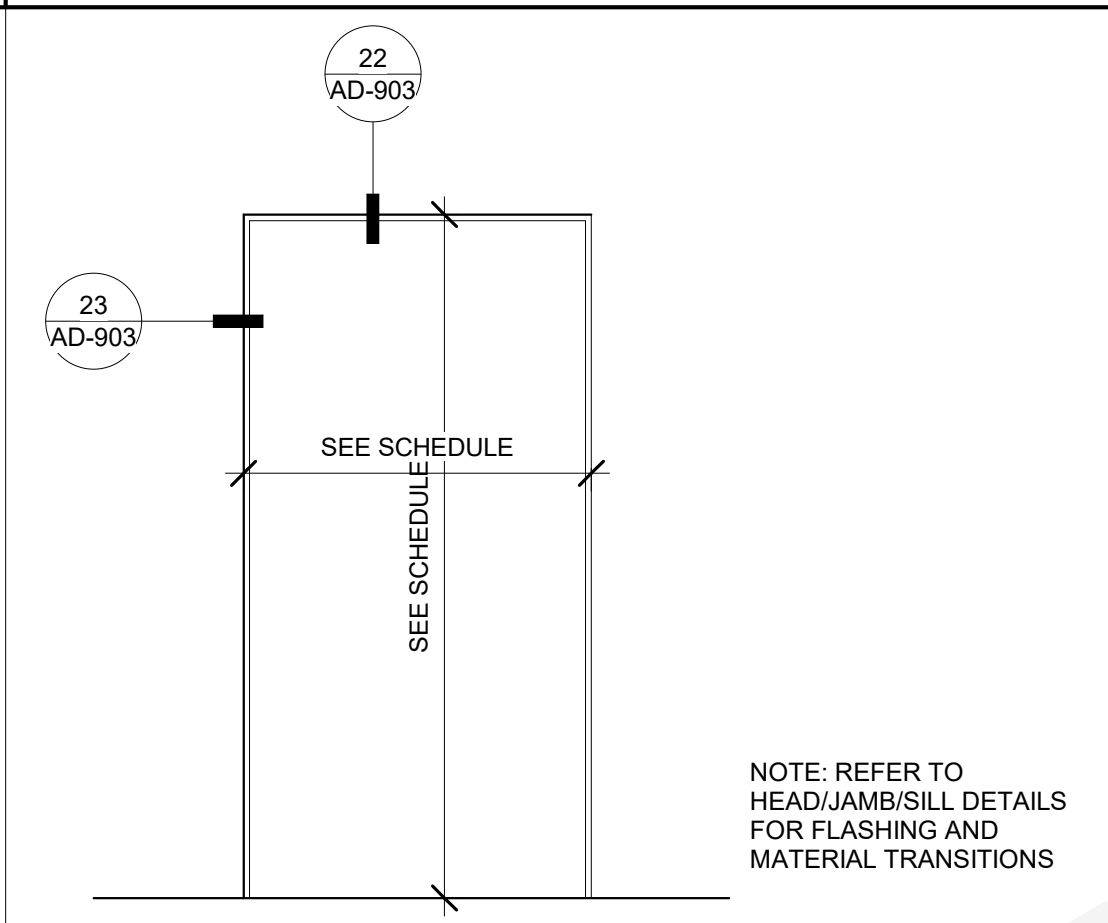 22
AD-903
23
AD-903
SEE SCHEDULE
SEE SCHEDULE
NOTE: REFER TO
HEAD/JAMB/SILL DETAILS
FOR FLASHING AND
MATERIAL TRANSITIONS